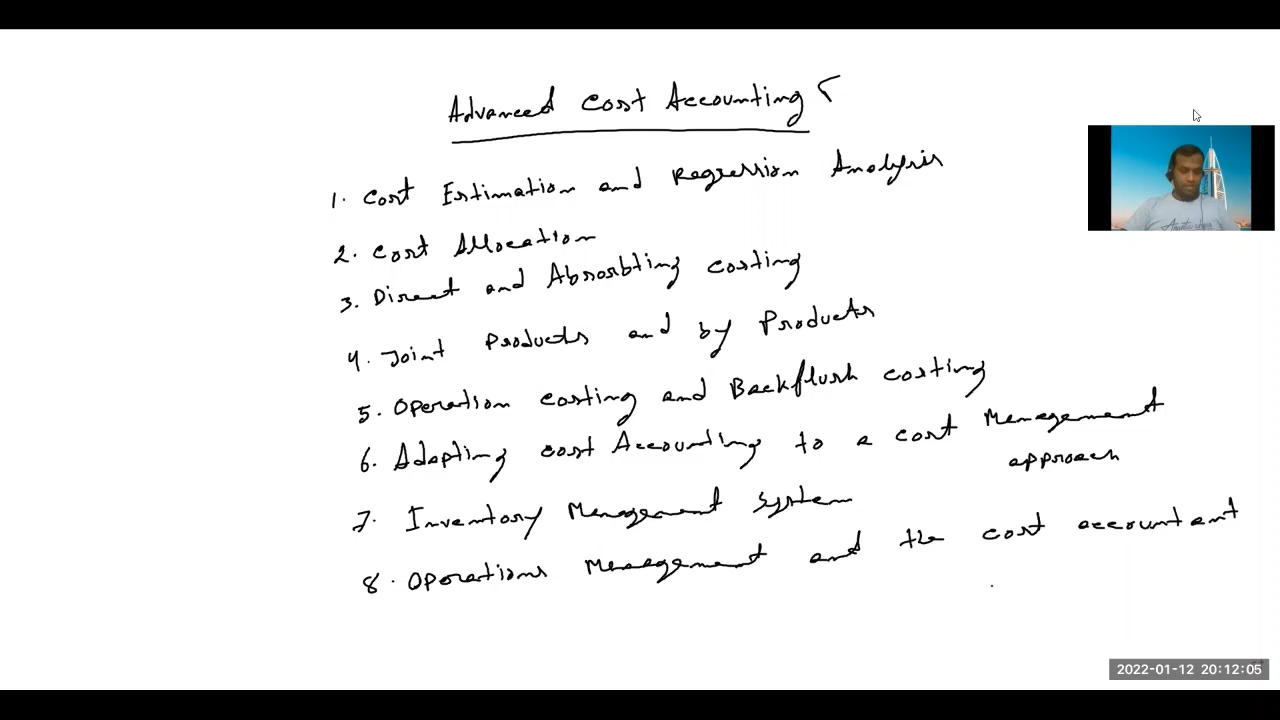 Advanced Cost Accounting
1. Cost Estimation and Regression Analysis
2. Cost Allocation
3. Direct and Absorbting costing
4. Joint Products and by Products
5. Operation costing and Backflush costing
6. Adapting cost Accounting to a cost Management
approach
7. Inventory Management System
8. Operations Management and the cost accountant
2022-01-12 20:12:05